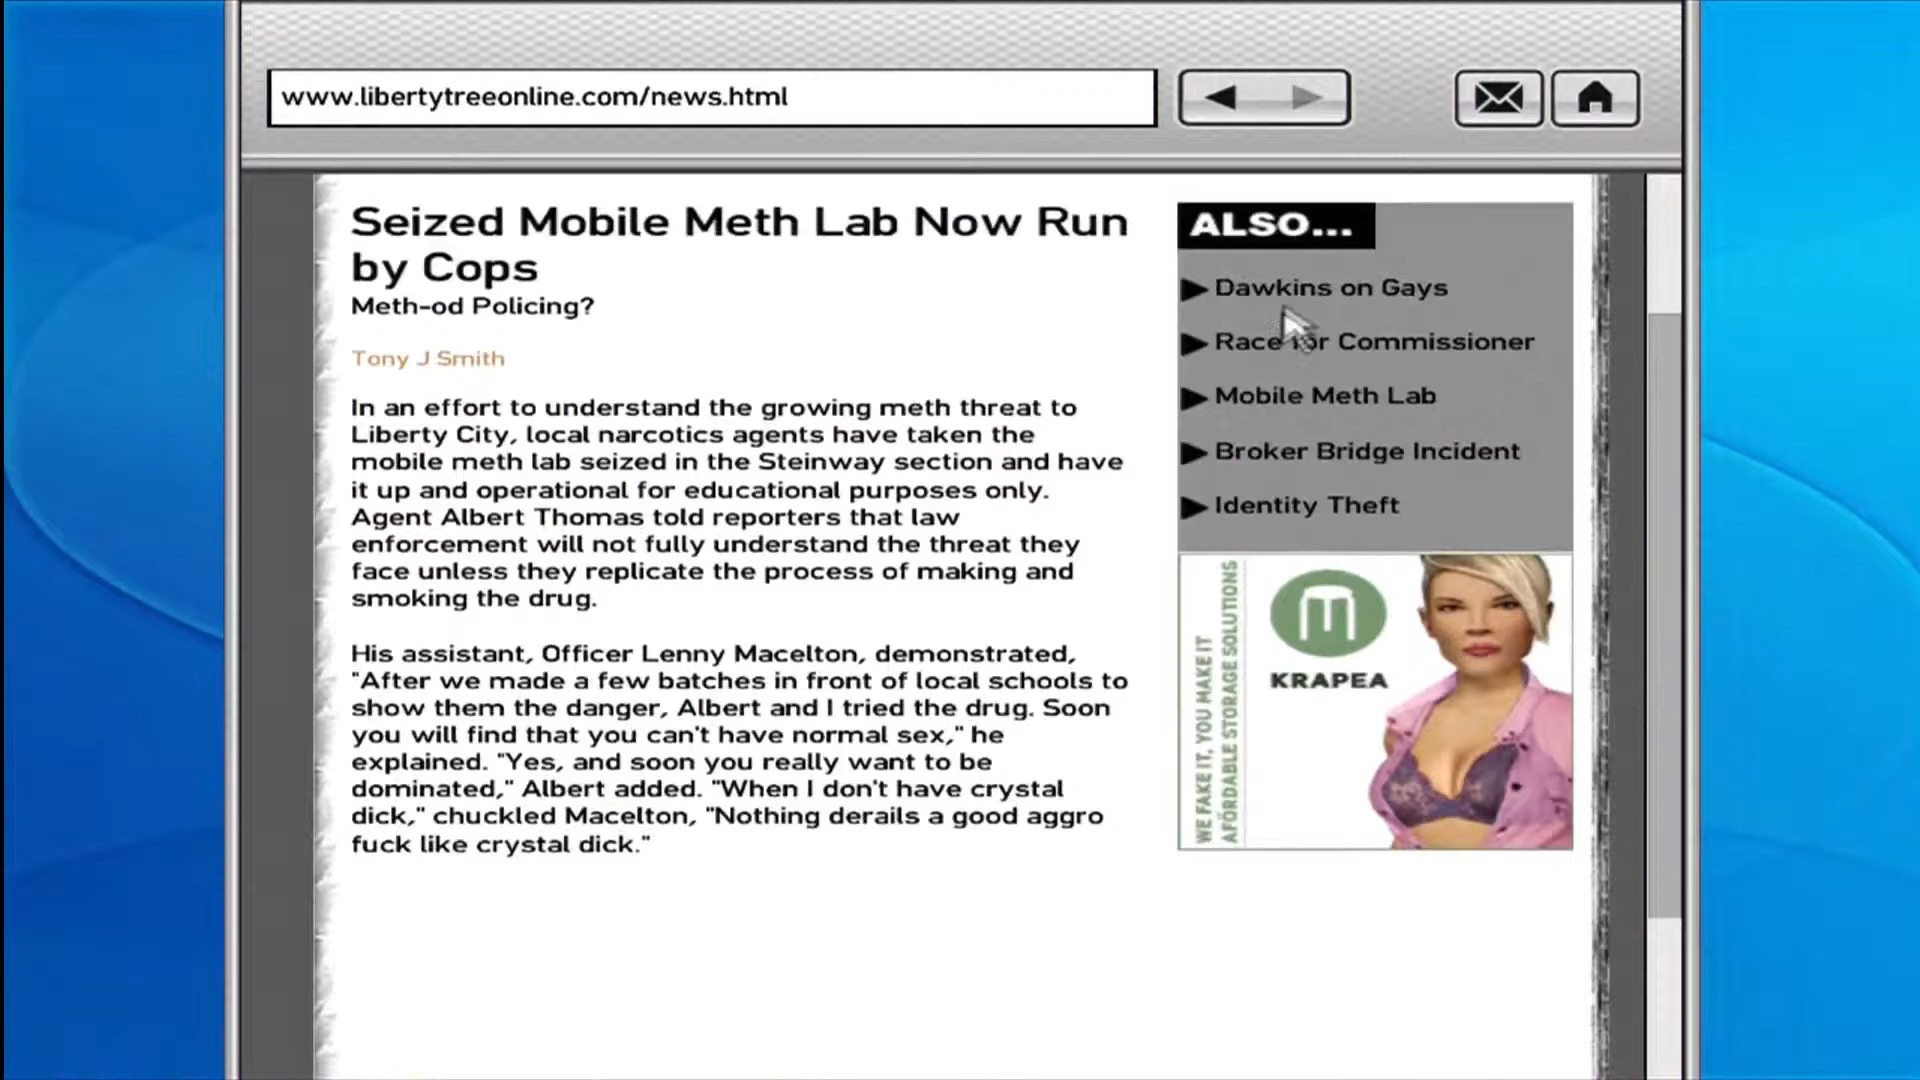 www.libertytreeonline.com/news.html
Seized Mobile Meth Lab Now Run
by Cops
Meth-od Policing?
Tony J Smith
In an effort to understand the growing meth threat to
Liberty City, local narcotics agents have taken the
mobile meth lab seized in the Steinway section and have
it up and operational for educational purposes only.
Agent Albert Thomas told reporters that law
enforcement will not fully understand the threat they
face unless they replicate the process of making and
smoking the drug.
His assistant, Officer Lenny Macelton, demonstrated,
"After we made a few batches in front of local schools to
show them the danger, Albert and I tried the drug. Soon
you will find that you can't have normal sex," he
explained. "Yes, and soon you really want to be
dominated," Albert added. "When I don't have crystal
dick," chuckled Macelton, "Nothing derails a good aggro
fuck like crystal dick."
ALSO...
Dawkins on Gays
Race for Commissioner
Mobile Meth Lab
Broker Bridge Incident
Identity Theft
WE FAKE IT, YOU MAKE IT
AFFORDABLE STORAGE SOLUTIONS
KRAPEA